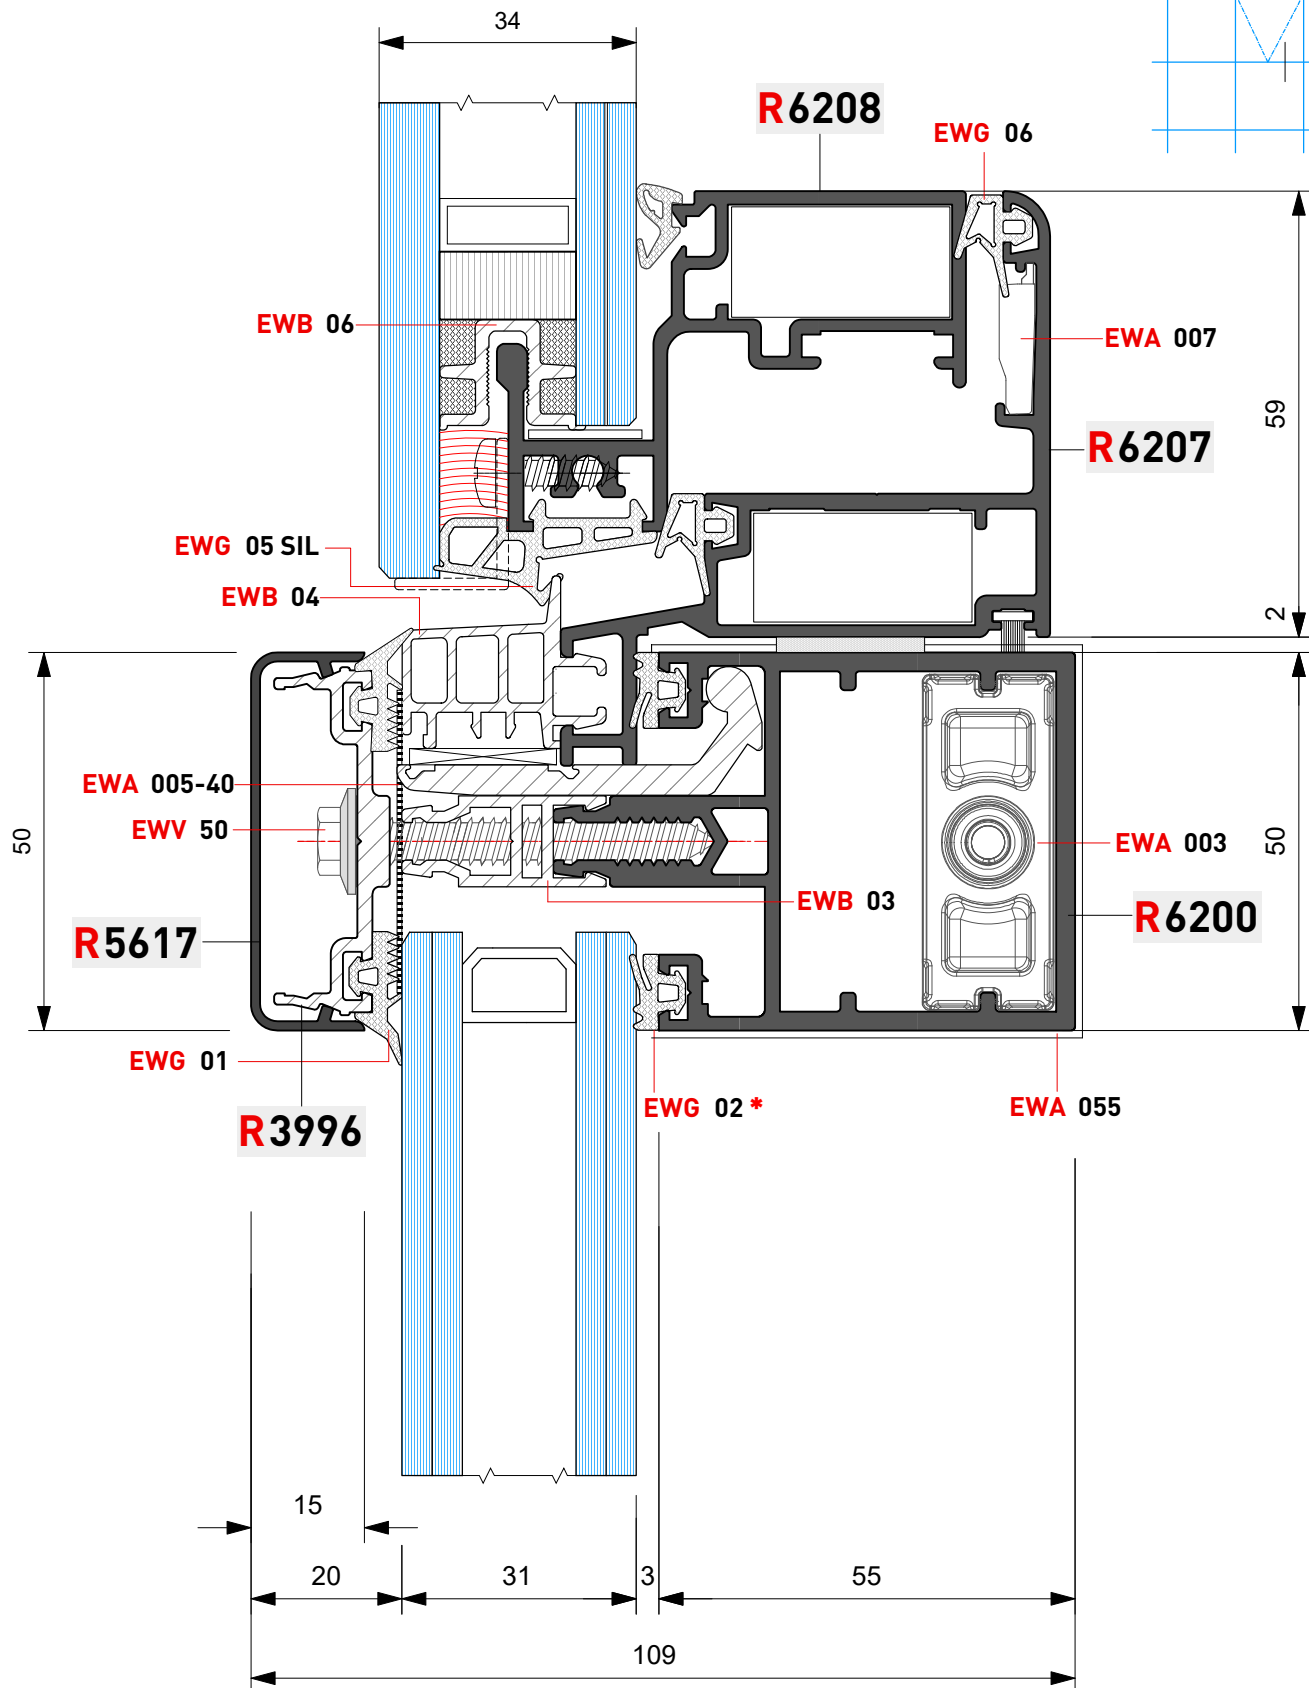 34
R6208
EWG 06
EWB 06
EWA 007
59
R6207
EWG 05 SIL
EWB 04
2
50
EWA 005-40
EWV 50
50
EWA 003
EWB 03
R6200
R5617
EWG 01
EWG 02 *
EWA 055
R3996
15
20
31
3
55
109